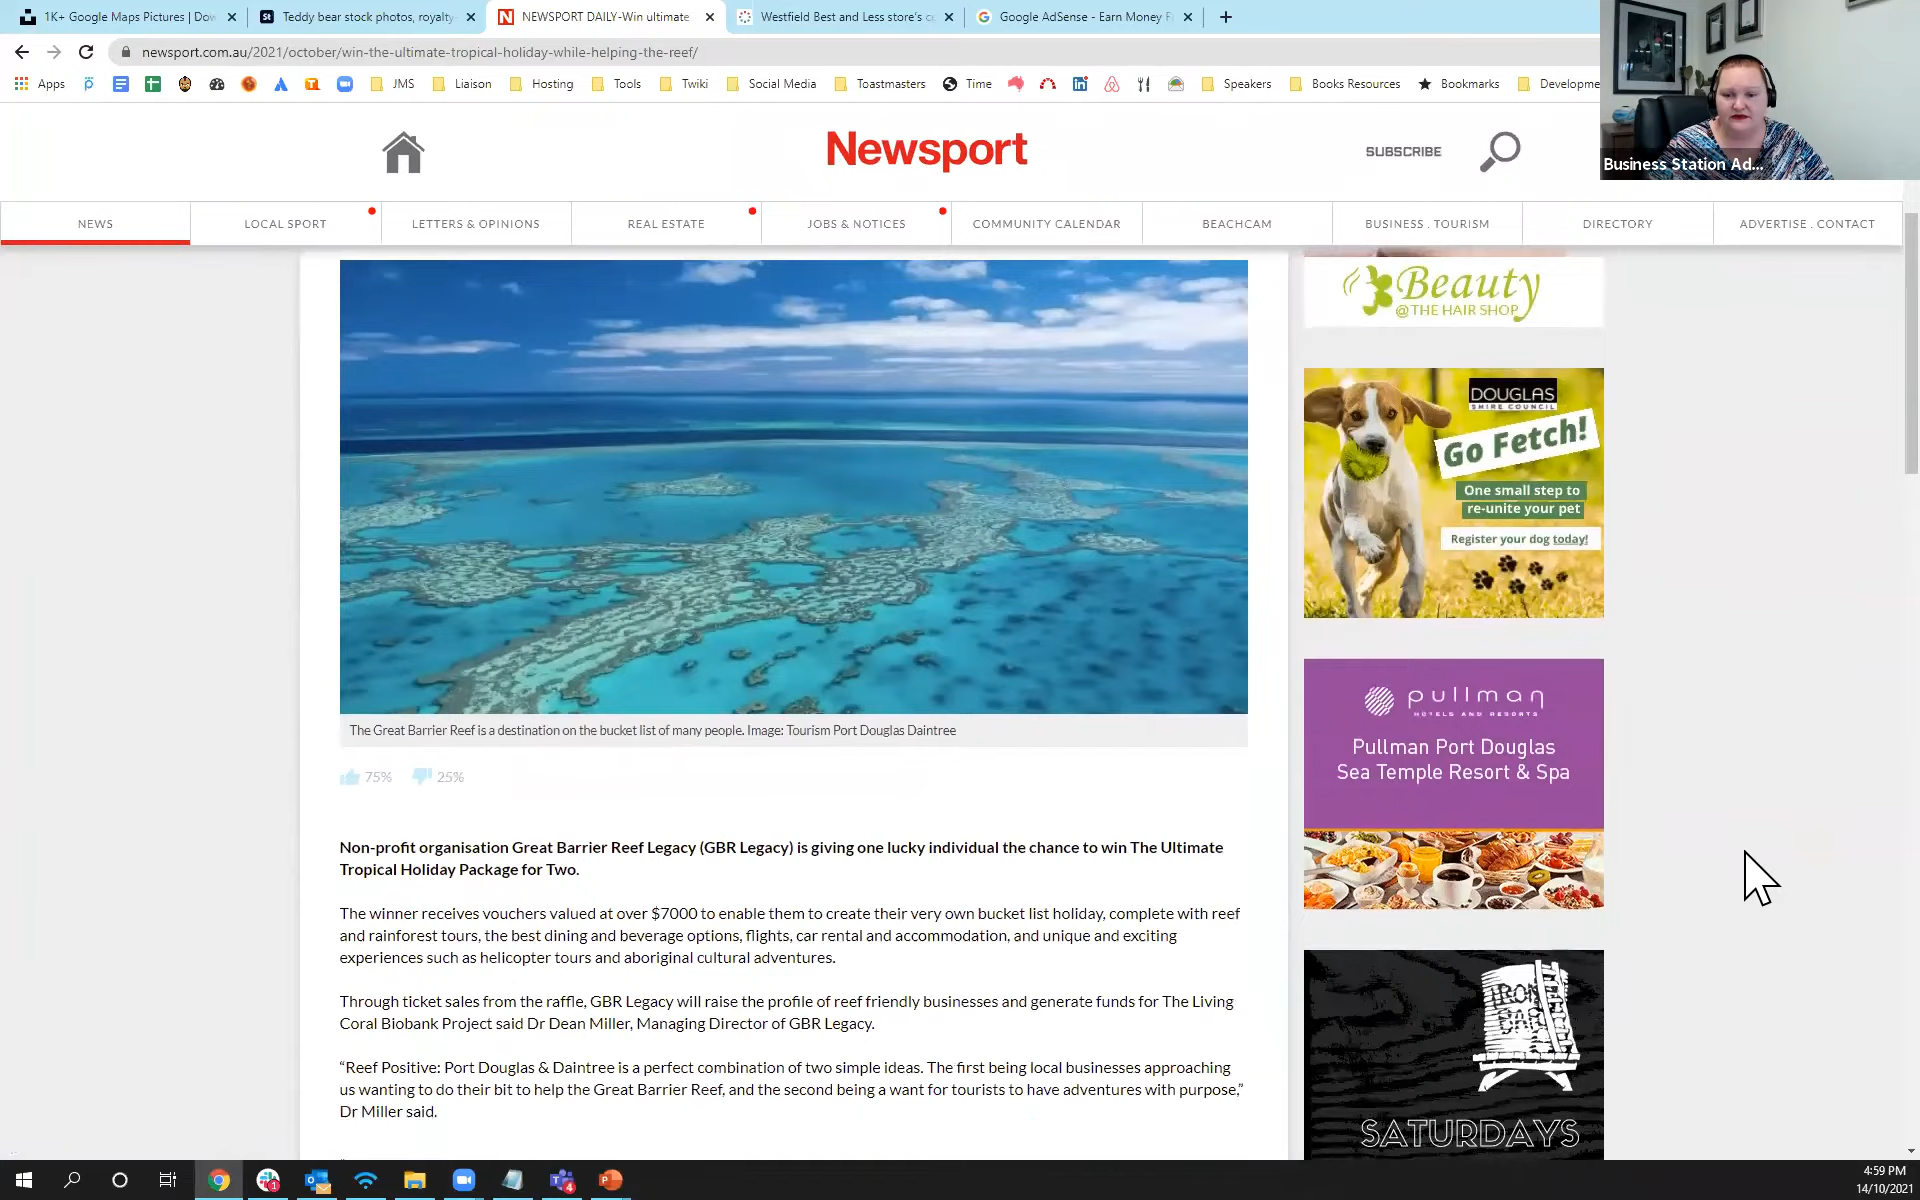 1K+ Google Maps Pictures | Dow
St Teddy bear stock photos, royalty
N NEWSPORT DAILY-Win ultimate
Westfield Best and Less store's c
G Google AdSense - Earn Money F
newsport.com.au/2021/october/win-the-ultimate-tropical-holiday-while-helping-the-reef/
Apps JMS Liaison Hosting Tools Twiki Social Media Toastmasters Time Speakers Books Resources Bookmarks Developme
Business Station Ad...
Newsport
SUBSCRIBE
NEWS
LOCAL SPORT
LETTERS & OPINIONS
REAL ESTATE
JOBS & NOTICES
COMMUNITY CALENDAR
BEACHCAM
BUSINESS . TOURISM
DIRECTORY
ADVERTISE . CONTACT
The Great Barrier Reef is a destination on the bucket list of many people. Image: Tourism Port Douglas Daintree
75% 25%
Non-profit organisation Great Barrier Reef Legacy (GBR Legacy) is giving one lucky individual the chance to win The Ultimate
Tropical Holiday Package for Two.
The winner receives vouchers valued at over $7000 to enable them to create their very own bucket list holiday, complete with reef
and rainforest tours, the best dining and beverage options, flights, car rental and accommodation, and unique and exciting
experiences such as helicopter tours and aboriginal cultural adventures.
Through ticket sales from the raffle, GBR Legacy will raise the profile of reef friendly businesses and generate funds for The Living
Coral Biobank Project said Dr Dean Miller, Managing Director of GBR Legacy.
“Reef Positive: Port Douglas & Daintree is a perfect combination of two simple ideas. The first being local businesses approaching
us wanting to do their bit to help the Great Barrier Reef, and the second being a want for tourists to have adventures with purpose,”
Dr Miller said.
Beauty
@THE HAIR SHOP
DOUGLAS
SHIRE COUNCIL
Go Fetch!
One small step to
re-unite your pet
Register your dog today!
pullman
HOTELS AND RESORTS
Pullman Port Douglas
Sea Temple Resort & Spa
IRON
BAR
SATURDAYS
4:59 PM
14/10/2021